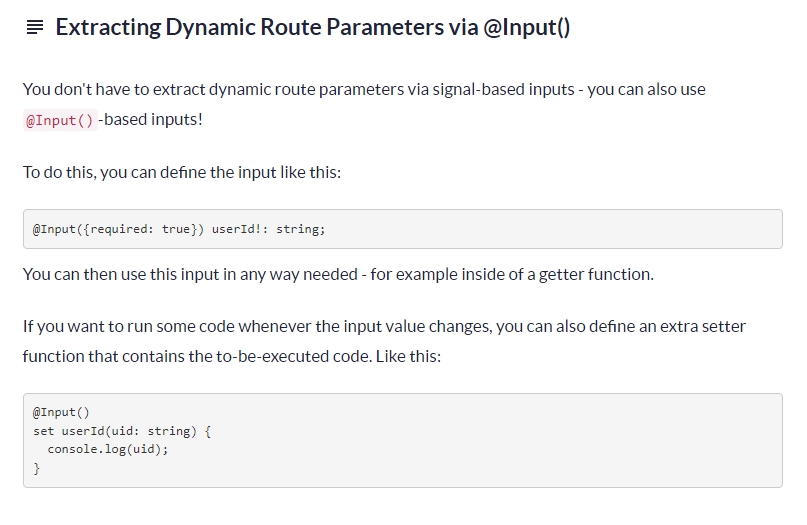 Extracting Dynamic Route Parameters via @Input()
You don't have to extract dynamic route parameters via signal-based inputs - you can also use
@Input() -based inputs!
To do this, you can define the input like this:
@Input({required: true}) userId!: string;
You can then use this input in any way needed - for example inside of a getter function.
If you want to run some code whenever the input value changes, you can also define an extra setter
function that contains the to-be-executed code. Like this:
@Input()
set userId(uid: string) {
  console.log(uid);
}